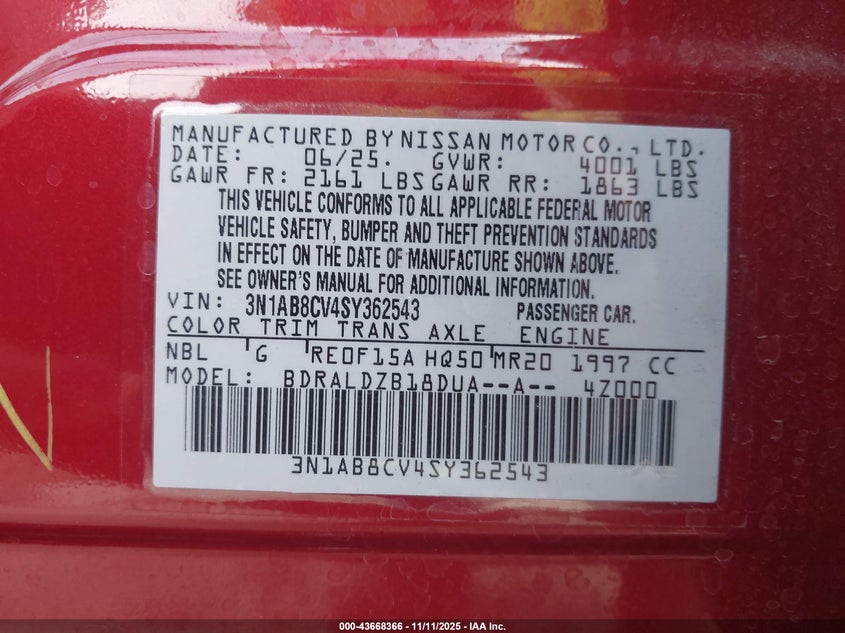 MANUFACTURED BY NISSAN MOTOR CO., LTD.
DATE: 06/25. GVWR: 4001 LBS
GAWR FR: 2161 LBS GAWR RR: 1863 LBS
THIS VEHICLE CONFORMS TO ALL APPLICABLE FEDERAL MOTOR
VEHICLE SAFETY, BUMPER AND THEFT PREVENTION STANDARDS
IN EFFECT ON THE DATE OF MANUFACTURE SHOWN ABOVE.
SEE OWNER'S MANUAL FOR ADDITIONAL INFORMATION.
VIN: 3N1AB8CV4SY362543 PASSENGER CAR.
COLOR TRIM TRANS AXLE ENGINE
NBL G RE0F15A HQ50 MR20 1997 CC
MODEL: BDRALDZB18DUA--A-- 4Z000
3N1AB8CV4SY362543
000-43668366 - 11/11/2025 - IAA Inc.